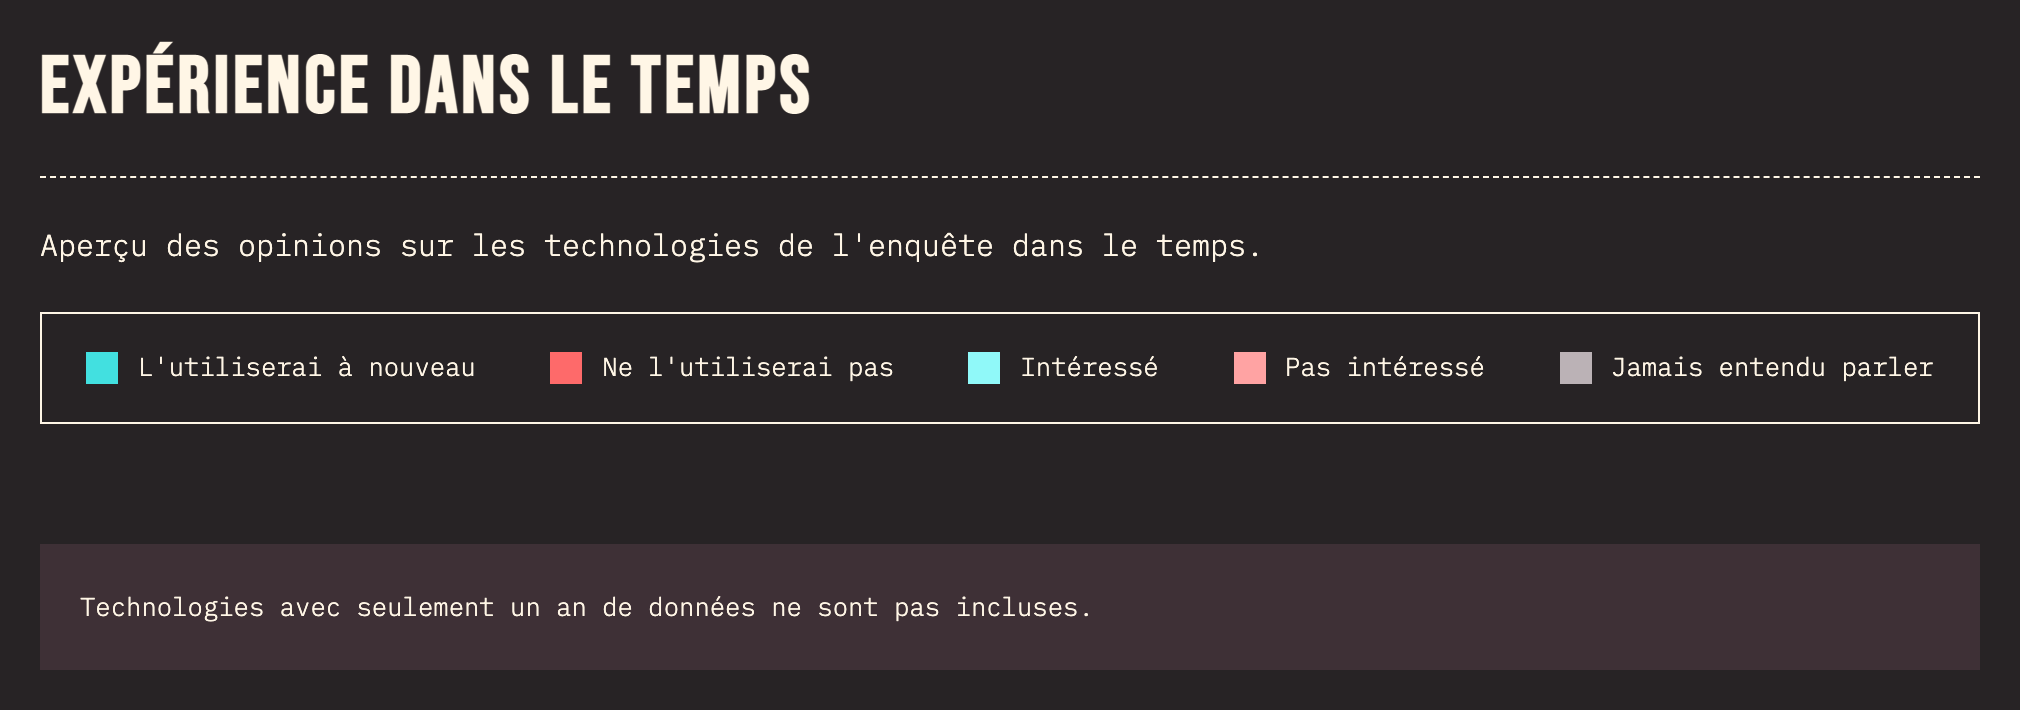 EXPÉRIENCE DANS LE TEMPS
Aperçu des opinions sur les technologies de l'enquête dans le temps.
L'utiliserai à nouveau
Ne l'utiliserai pas
Intéressé
Pas intéressé
Jamais entendu parler
Technologies avec seulement un an de données ne sont pas incluses.